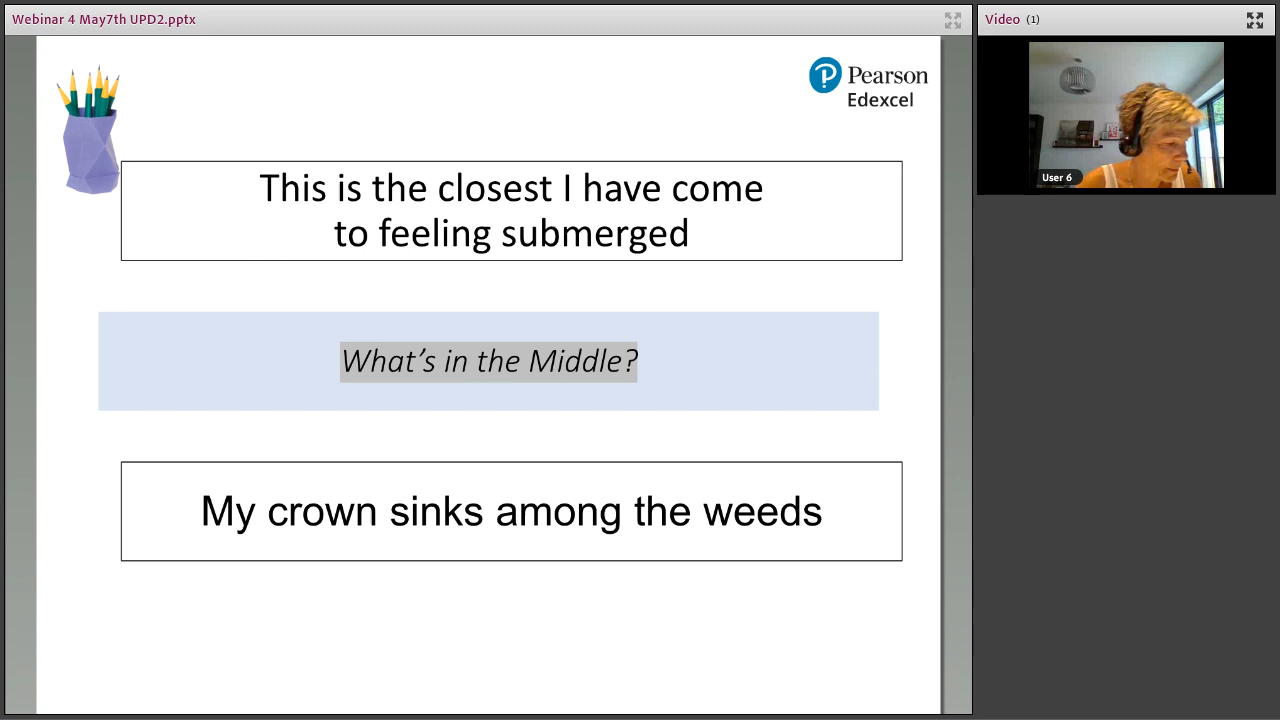 Webinar 4 May7th UPD2.pptx
Video (1)
Pearson
Edexcel
User 6
This is the closest I have come
to feeling submerged
What's in the Middle?
My crown sinks among the weeds